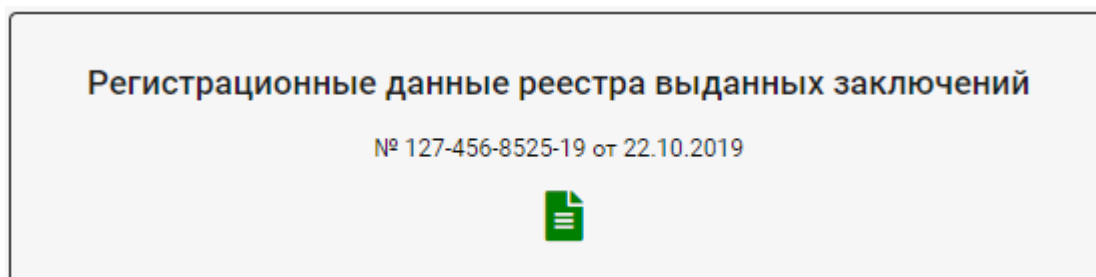 Регистрационные данные реестра выданных заключений
№ 127-456-8525-19 от 22.10.2019